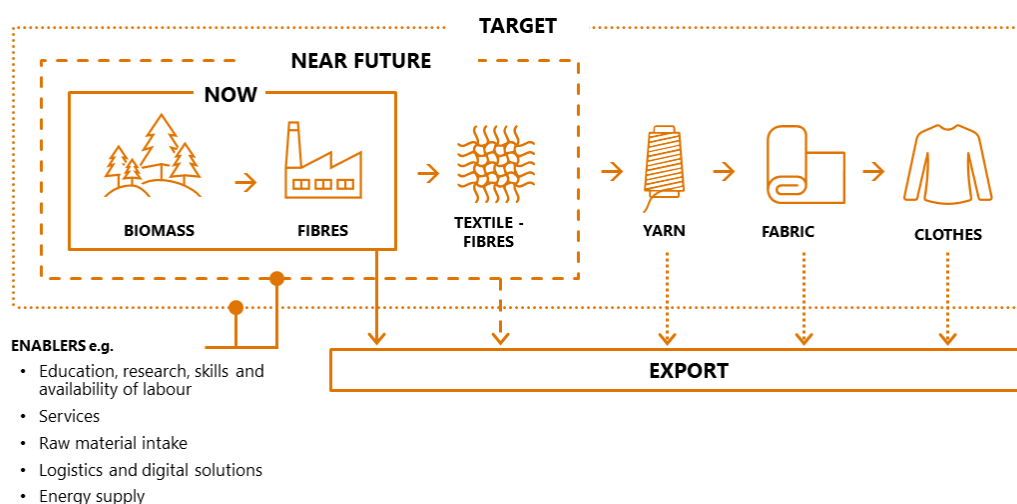 TARGET
NEAR FUTURE
NOW
BIOMASS
FIBRES
TEXTILE -
FIBRES
YARN
FABRIC
CLOTHES
ENABLERS e.g.
• Education, research, skills and
availability of labour
• Services
• Raw material intake
• Logistics and digital solutions
• Energy supply
EXPORT